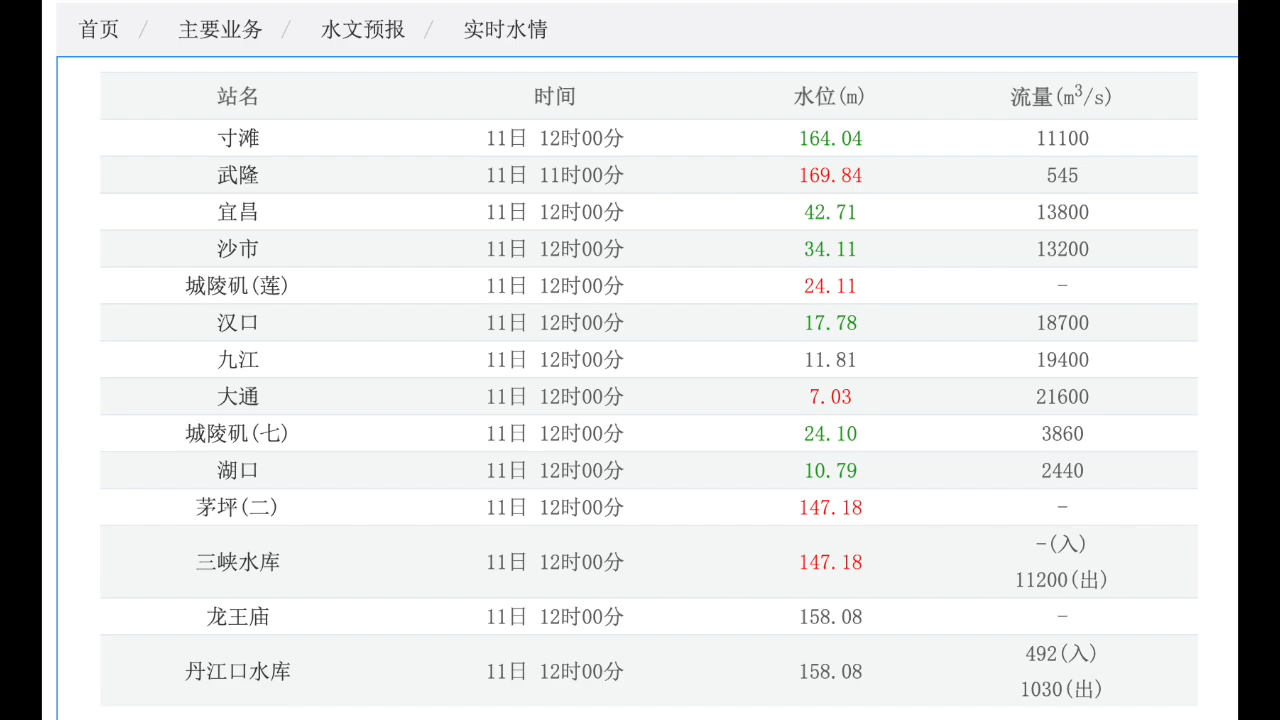 首页 / 主要业务 / 水文预报 / 实时水情
站名 时间 水位(m) 流量(m³/s)
寸滩 11日 12时00分 164.04 11100
武隆 11日 11时00分 169.84 545
宜昌 11日 12时00分 42.71 13800
沙市 11日 12时00分 34.11 13200
城陵矶(莲) 11日 12时00分 24.11 -
汉口 11日 12时00分 17.78 18700
九江 11日 12时00分 11.81 19400
大通 11日 12时00分 7.03 21600
城陵矶(七) 11日 12时00分 24.10 3860
湖口 11日 12时00分 10.79 2440
茅坪(二) 11日 12时00分 147.18 -
三峡水库 11日 12时00分 147.18 -(入)
11200(出)
龙王庙 11日 12时00分 158.08 -
丹江口水库 11日 12时00分 158.08 492(入)
1030(出)